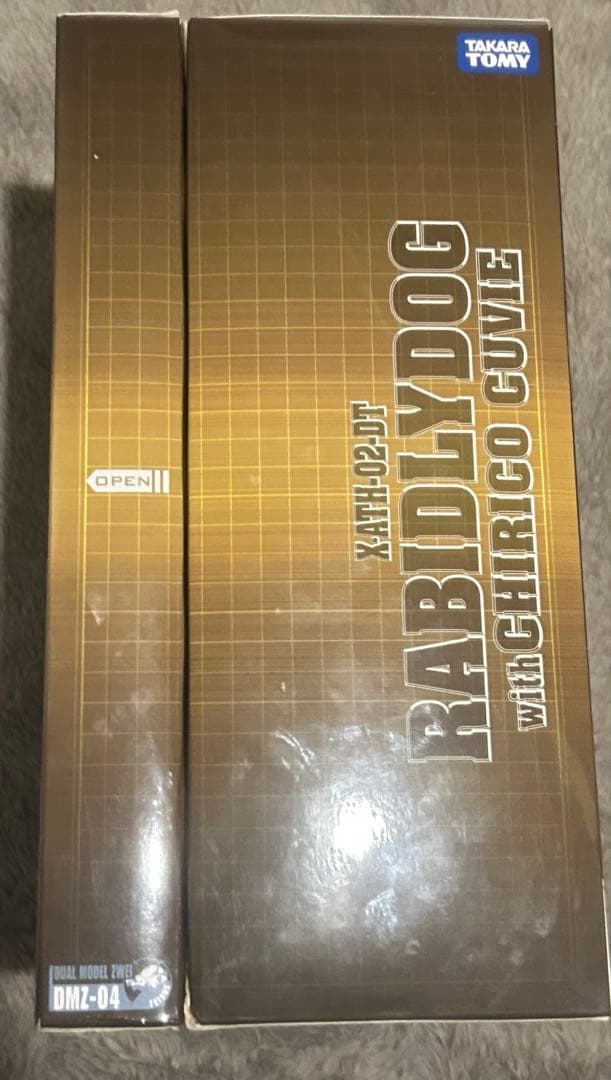 TAKARA
TOMY
X-ATH-02-DT
RABIDLYDOG
with CHIRICO CUVIE
OPEN
DUAL MODEL ZWEI
DMZ-04